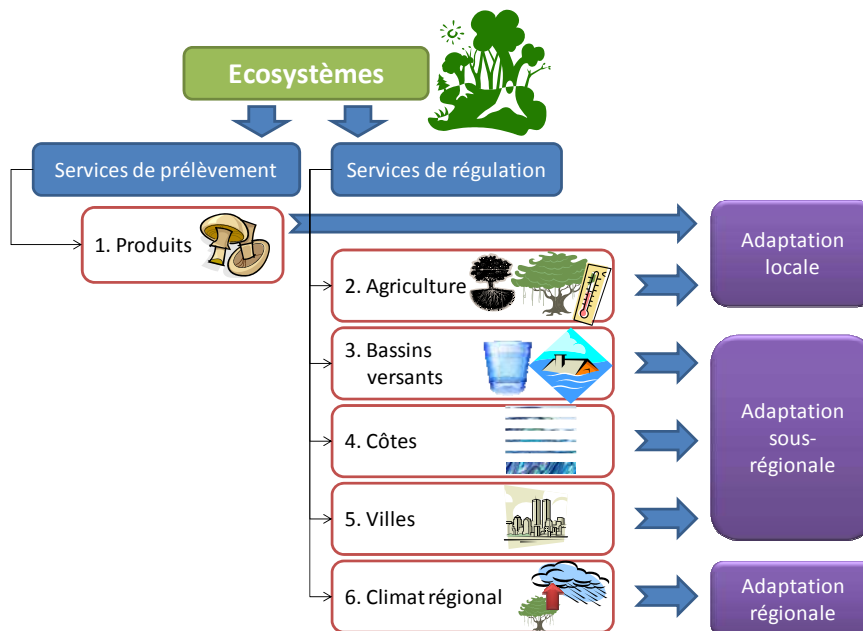 Ecosystèmes
Services de prélèvement
Services de régulation
1. Produits
Adaptation
locale
2. Agriculture
3. Bassins
versants
Adaptation
sous-
régionale
4. Côtes
5. Villes
6. Climat régional
Adaptation
régionale